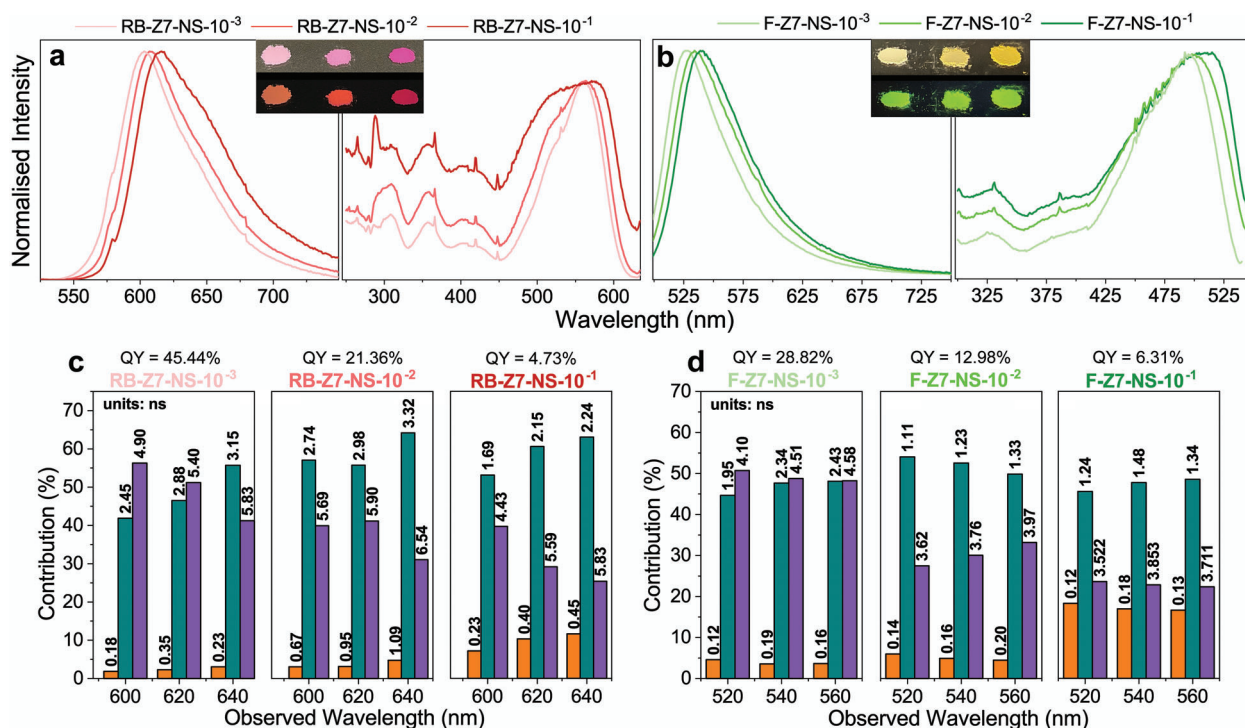 RB-Z7-NS-10⁻³ RB-Z7-NS-10⁻² RB-Z7-NS-10⁻¹
F-Z7-NS-10⁻³ F-Z7-NS-10⁻² F-Z7-NS-10⁻¹
a
b
Normalised Intensity
525 600 650 700 250 300 400 500 600
525 575 625 675 725 325 375 425 475 525
Wavelength (nm)
c
QY = 45.44% QY = 21.36% QY = 4.73%
RB-Z7-NS-10⁻³ RB-Z7-NS-10⁻² RB-Z7-NS-10⁻¹
units: ns
Contribution (%)
70
60
50
40
30
20
10
0
0.18 2.45 4.90 0.35 2.88 5.40 0.23 3.15 5.83
0.67 2.74 5.69 0.95 2.98 5.90 1.09 3.32 6.54
0.23 1.69 4.43 0.40 2.15 5.59 0.45 2.24 5.83
600 620 640 600 620 640 600 620 640
Observed Wavelength (nm)
d
QY = 28.82% QY = 12.98% QY = 6.31%
F-Z7-NS-10⁻³ F-Z7-NS-10⁻² F-Z7-NS-10⁻¹
units: ns
Contribution (%)
70
60
50
40
30
20
10
0
0.12 1.95 4.10 0.19 2.34 4.51 0.16 2.43 4.58
0.14 1.11 3.62 0.16 1.23 3.76 0.20 1.33 3.97
0.12 1.24 3.522 0.18 1.48 3.853 0.13 1.34 3.711
520 540 560 520 540 560 520 540 560
Observed Wavelength (nm)